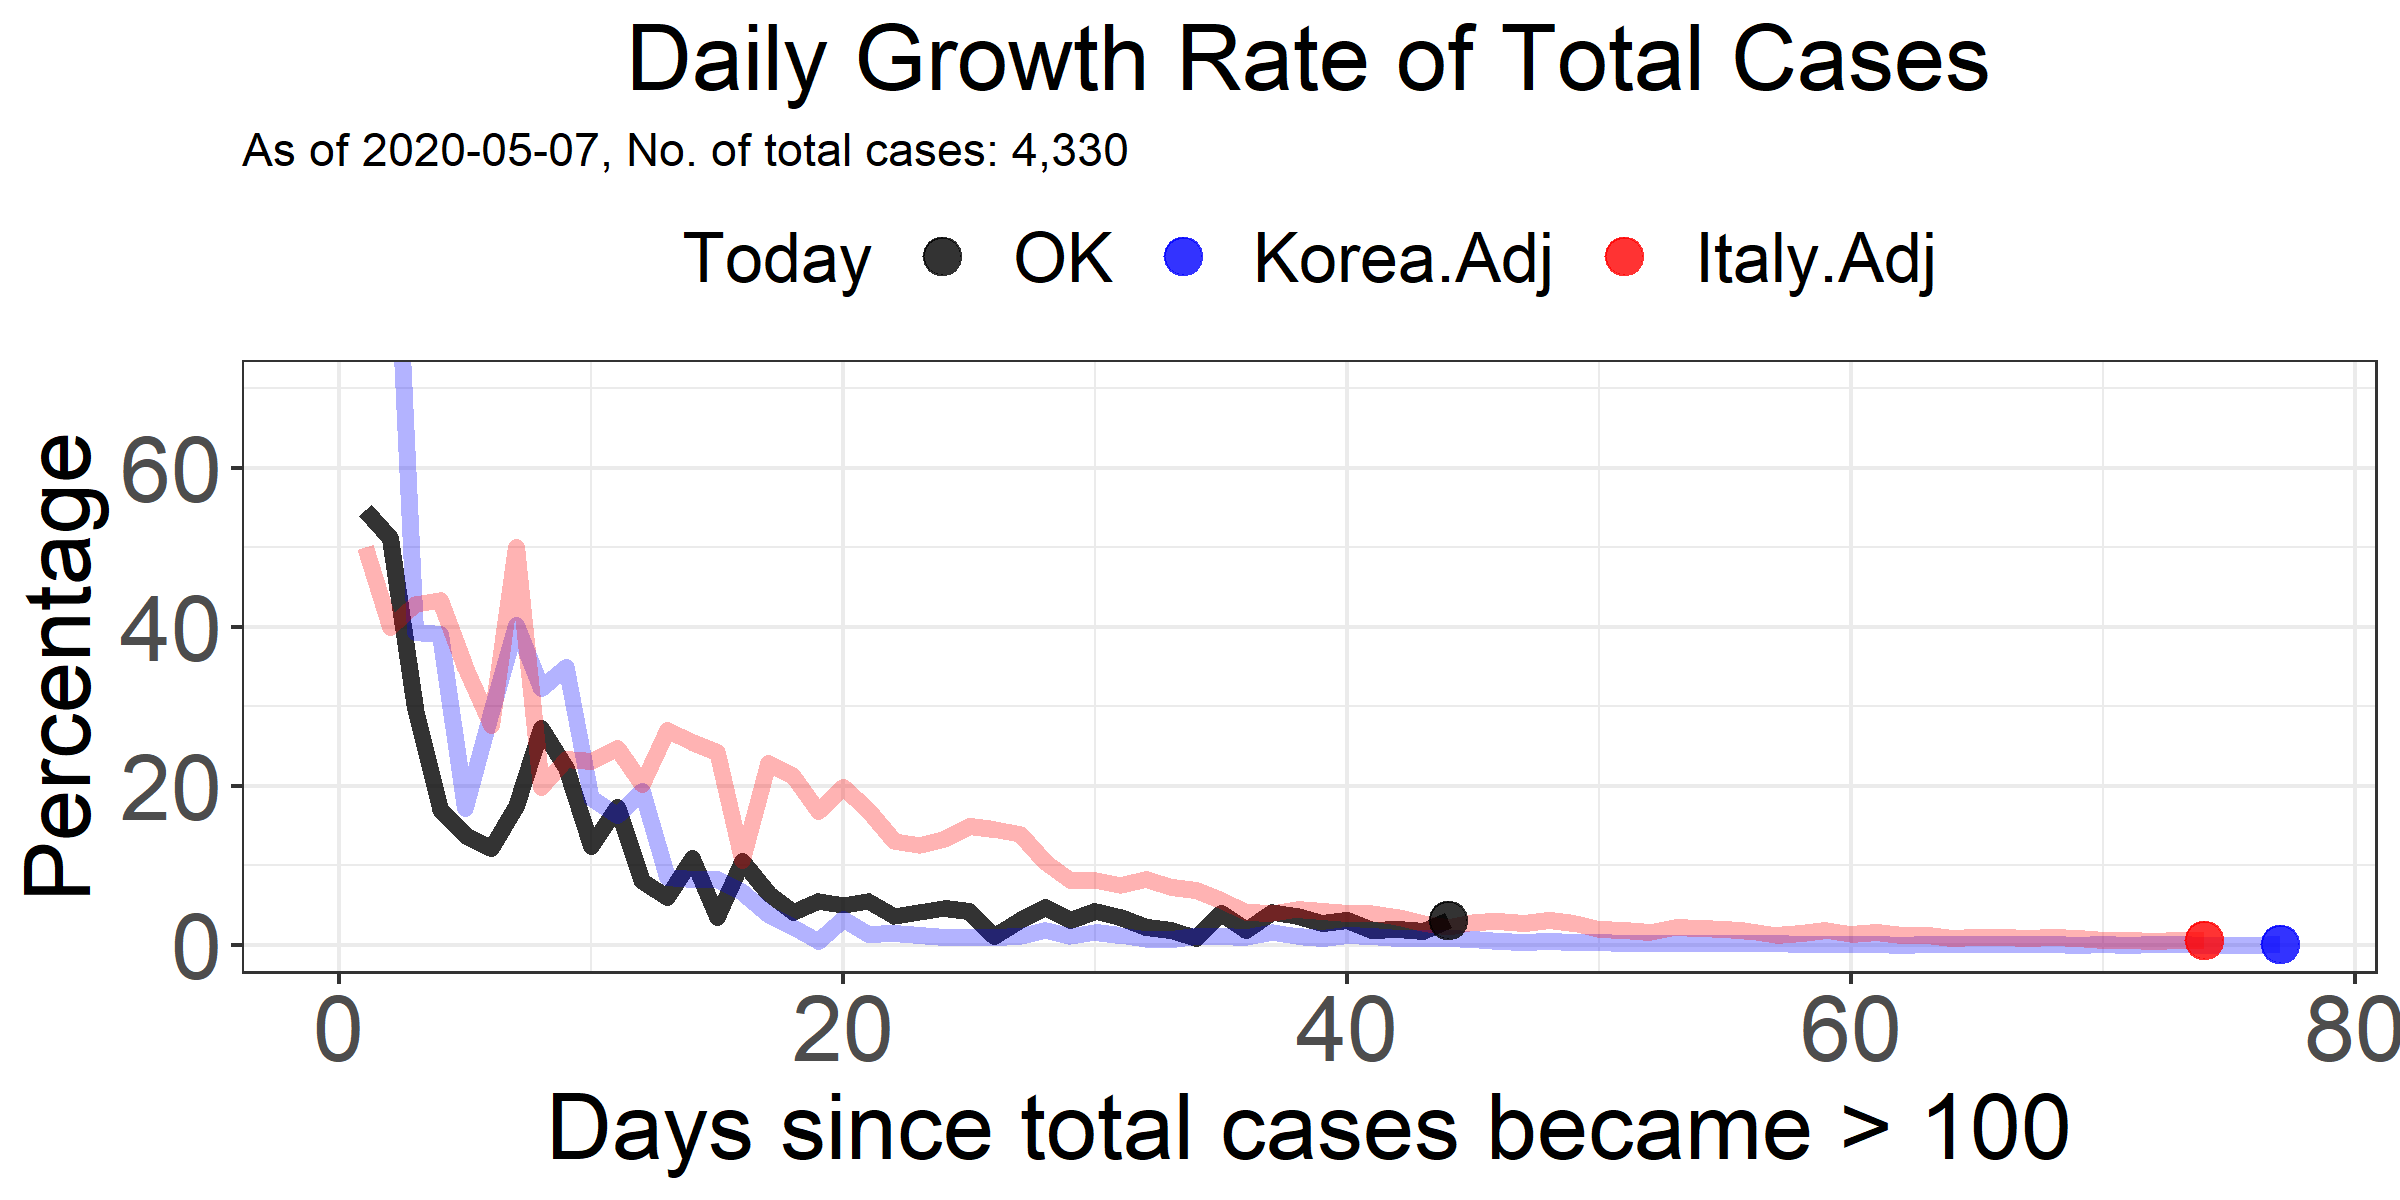 Daily Growth Rate of Total Cases
As of 2020-05-07, No. of total cases: 4,330
Today OK Korea.Adj Italy.Adj
Percentage
60
40
20
0
0 20 40 60 80
Days since total cases became > 100